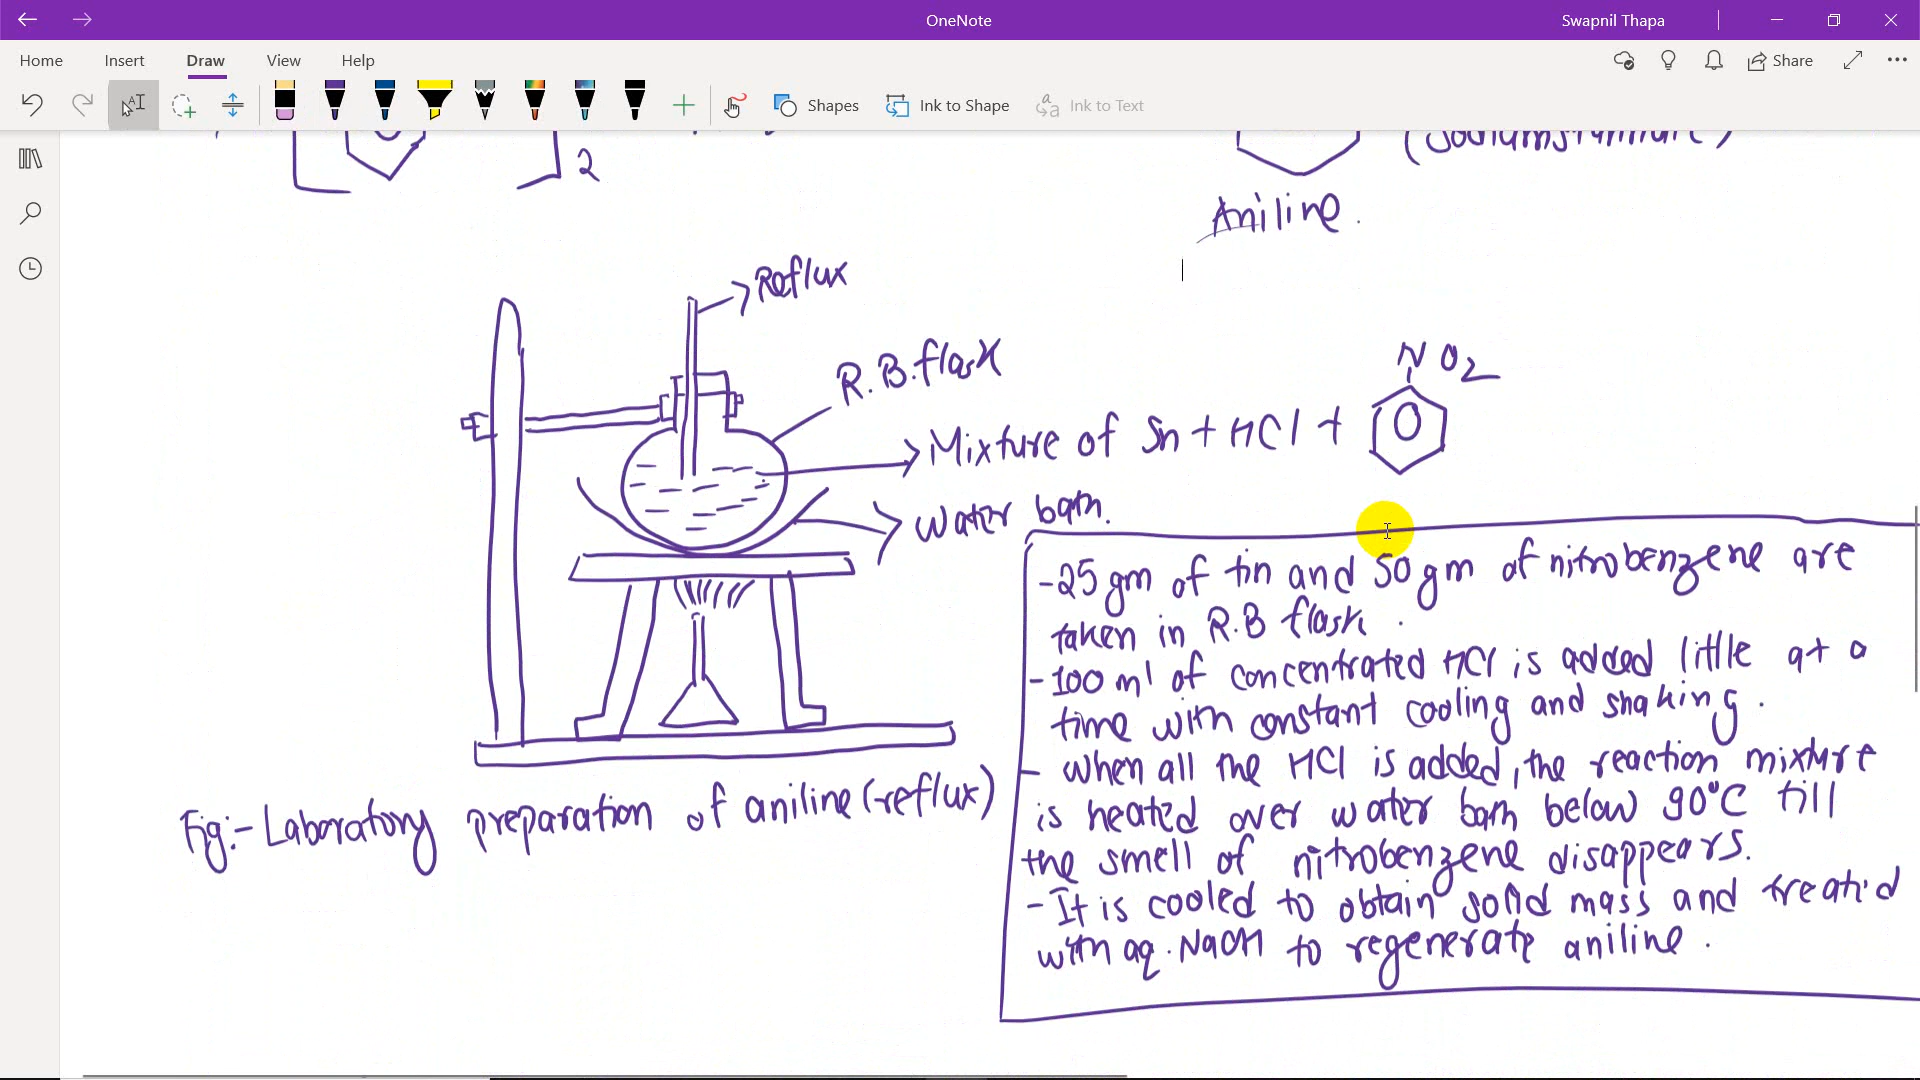 OneNote
Swapnil Thapa
Home Insert Draw View Help
Share
Shapes Ink to Shape Ink to Text
2
Aniline.
Reflux
R.B. flask
NO2
Mixture of Sn + HCl +
Water bath.
-25 gm of tin and 50 gm of nitrobenzene are
taken in R.B flask.
-100 ml of concentrated HCl is added little at a
time with constant cooling and shaking.
- When all the HCl is added, the reaction mixture
is heated over water bath below 90°C till
the smell of nitrobenzene disappears.
- It is cooled to obtain solid mass and treated
with aq. NaOH to regenerate aniline.
Fig:- Laboratory preparation of aniline (reflux)